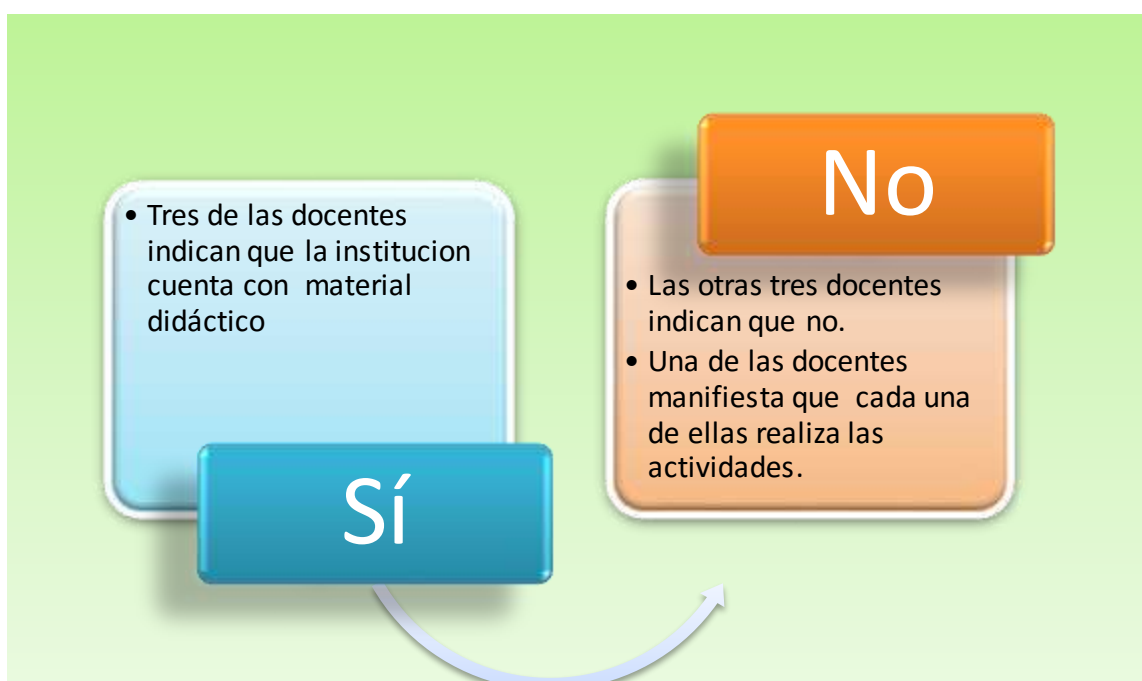 • Tres de las docentes
indican que la institucion
cuenta con material
didáctico
Sí
No
• Las otras tres docentes
indican que no.
• Una de las docentes
manifiesta que cada una
de ellas realiza las
actividades.